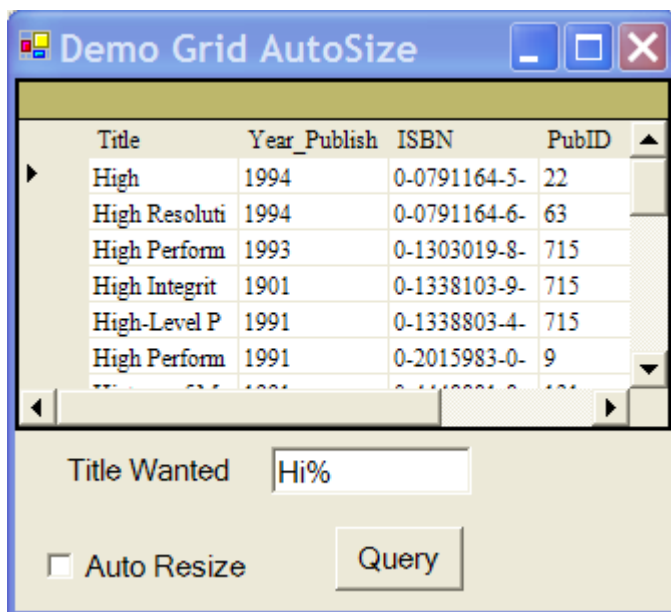 Demo Grid AutoSize
Title Year_Publish ISBN PubID
High 1994 0-0791164-5- 22
High Resoluti 1994 0-0791164-6- 63
High Perform 1993 0-1303019-8- 715
High Integrit 1901 0-1338103-9- 715
High-Level P 1991 0-1338803-4- 715
High Perform 1991 0-2015983-0- 9
Title Wanted Hi%
Auto Resize Query